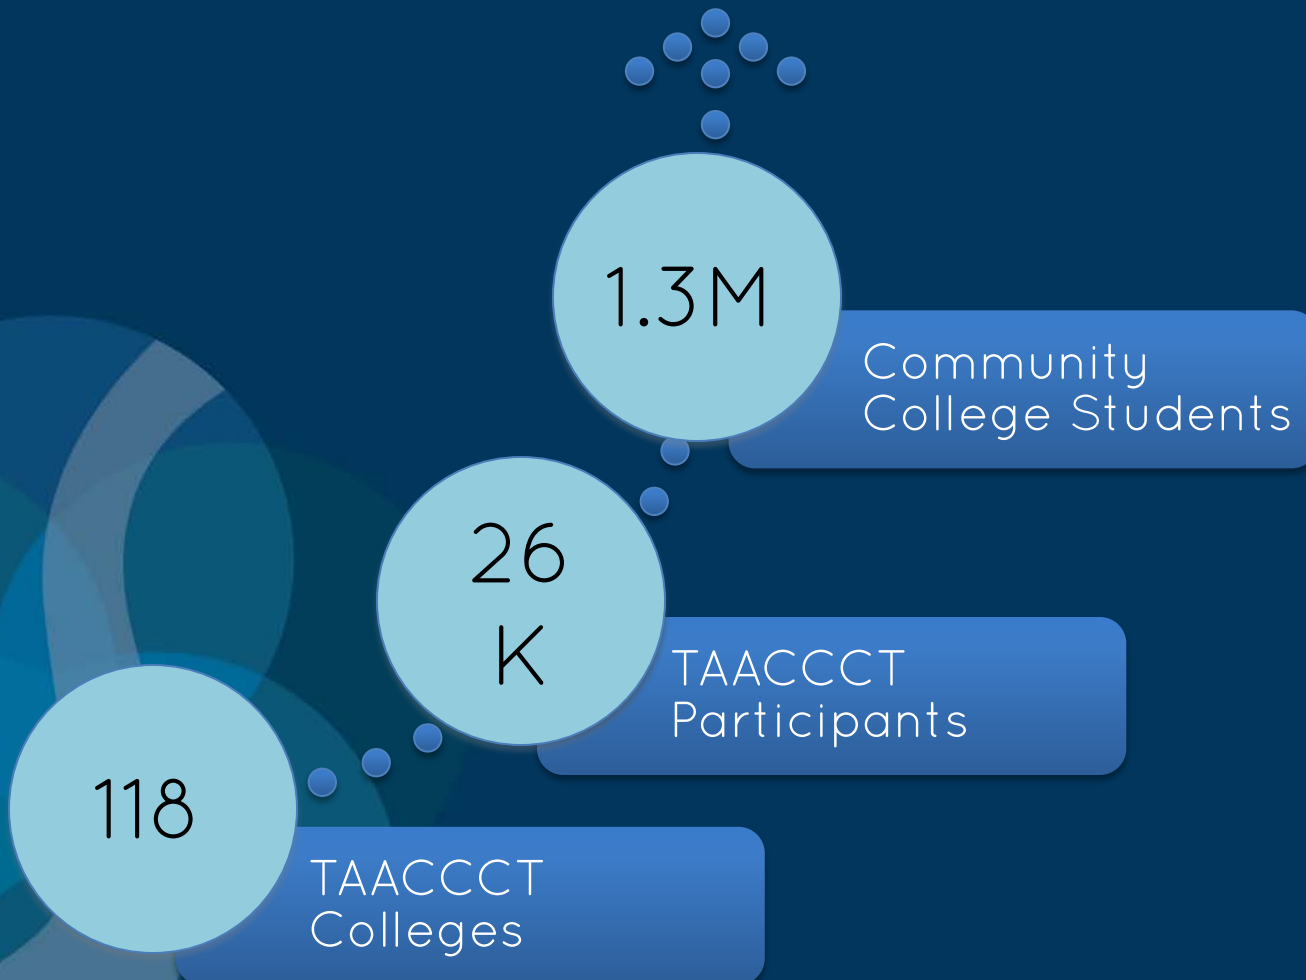 1.3M
Community
College Students
26
K
TAACCCT
Participants
118
TAACCCT
Colleges